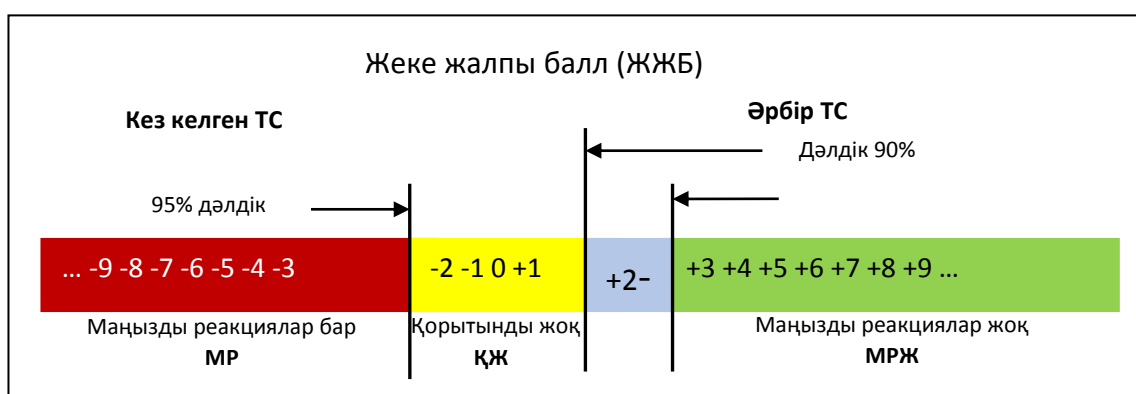 Жеке жалпы балл (ЖЖБ)
Кез келген ТС
Әрбір ТС
Дәлдік 90%
95% дәлдік
... -9 -8 -7 -6 -5 -4 -3
-2 -1 0 +1
+2-
+3 +4 +5 +6 +7 +8 +9 ...
Маңызды реакциялар бар
МР
Қорытынды жоқ
ҚЖ
Маңызды реакциялар жоқ
МРЖ